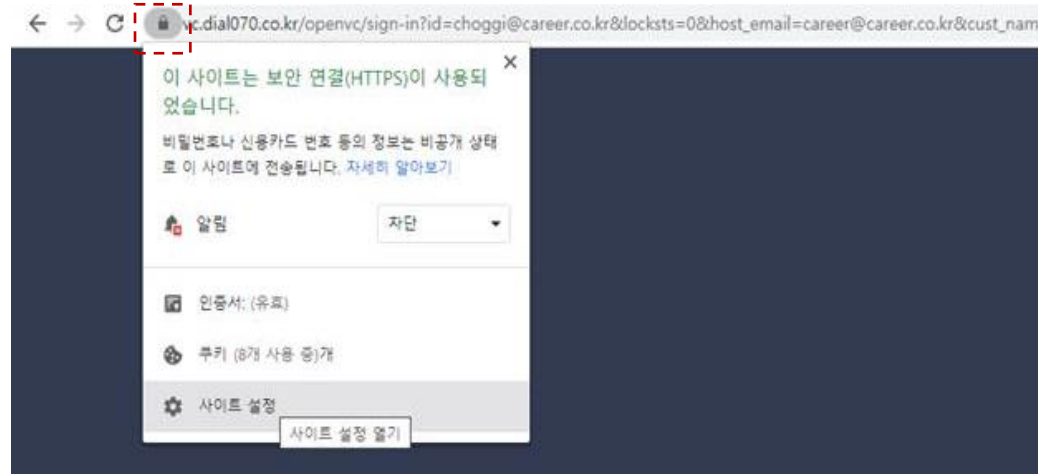 vc.dial070.co.kr/openvc/sign-in?id=choggi@career.co.kr&locksts=0&host_email=career@career.co.kr&cust_nam
이 사이트는 보안 연결(HTTPS)이 사용되
었습니다.
비밀번호나 신용카드 번호 등의 정보는 비공개 상태
로 이 사이트에 전송됩니다. 자세히 알아보기
알림 차단
인증서: (유효)
쿠키 (8개 사용 중)개
사이트 설정
사이트 설정 열기